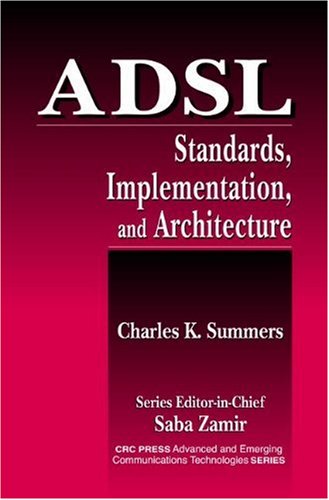 ADSL
Standards,
Implementation,
and Architecture
Charles K. Summers
Series Editor-in-Chief
Saba Zamir
CRC PRESS Advanced and Emerging
Communications Technologies SERIES